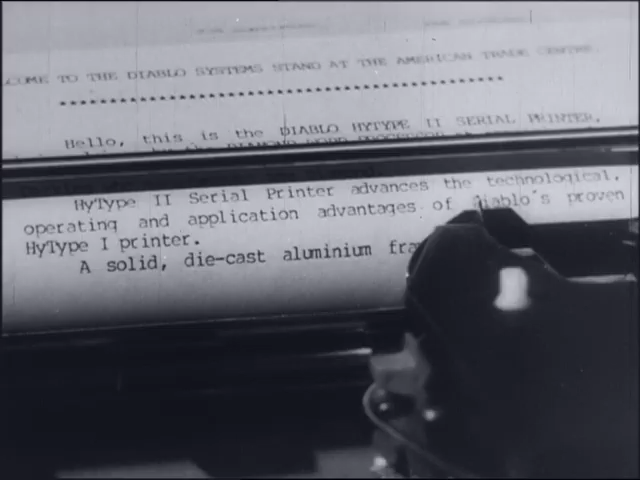 COME TO THE DIABLO SYSTEMS STAND AT THE AMERICAN TRADE CENTRE.
**************************************************
Hello, this is the DIABLO HYTYPE II SERIAL PRINTER,
HyType II Serial Printer advances the technological,
operating and application advantages of Diablo's proven
HyType I printer.
A solid, die-cast aluminium fra